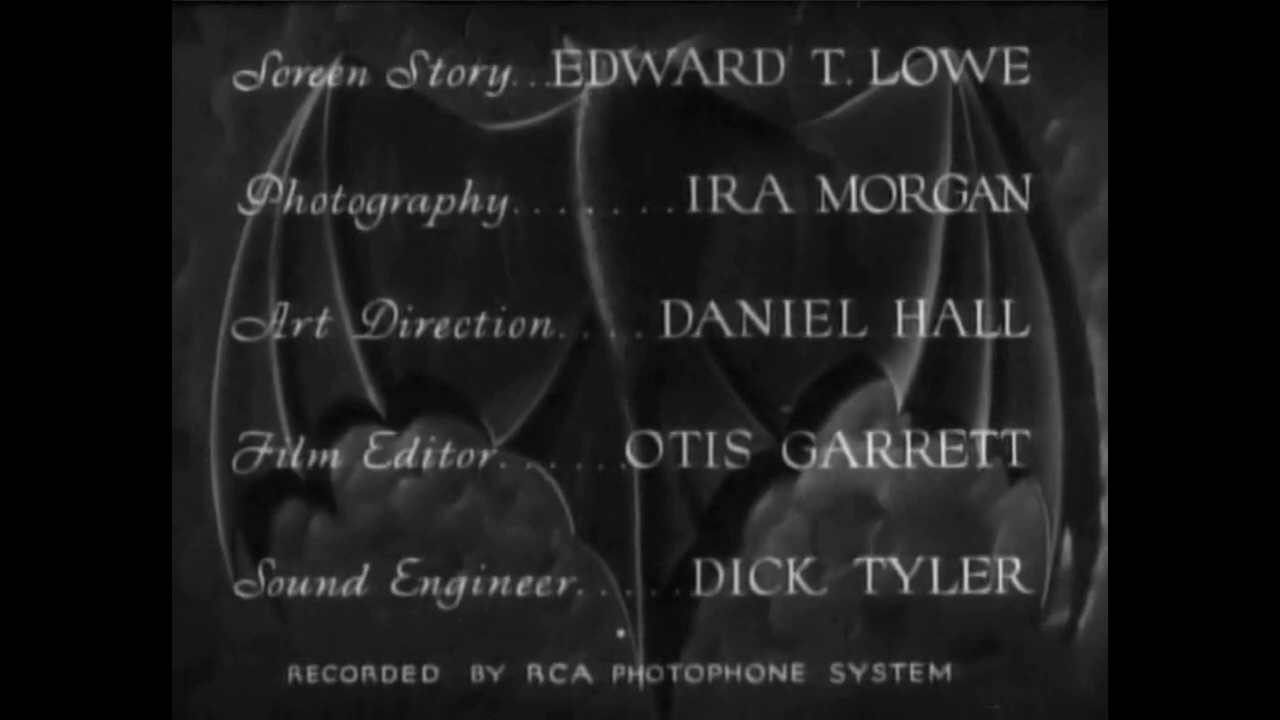 Screen Story...EDWARD T. LOWE
Photography........IRA MORGAN
Art Direction....DANIEL HALL
Film Editor......OTIS GARRETT
Sound Engineer.....DICK TYLER
RECORDED BY RCA PHOTOPHONE SYSTEM